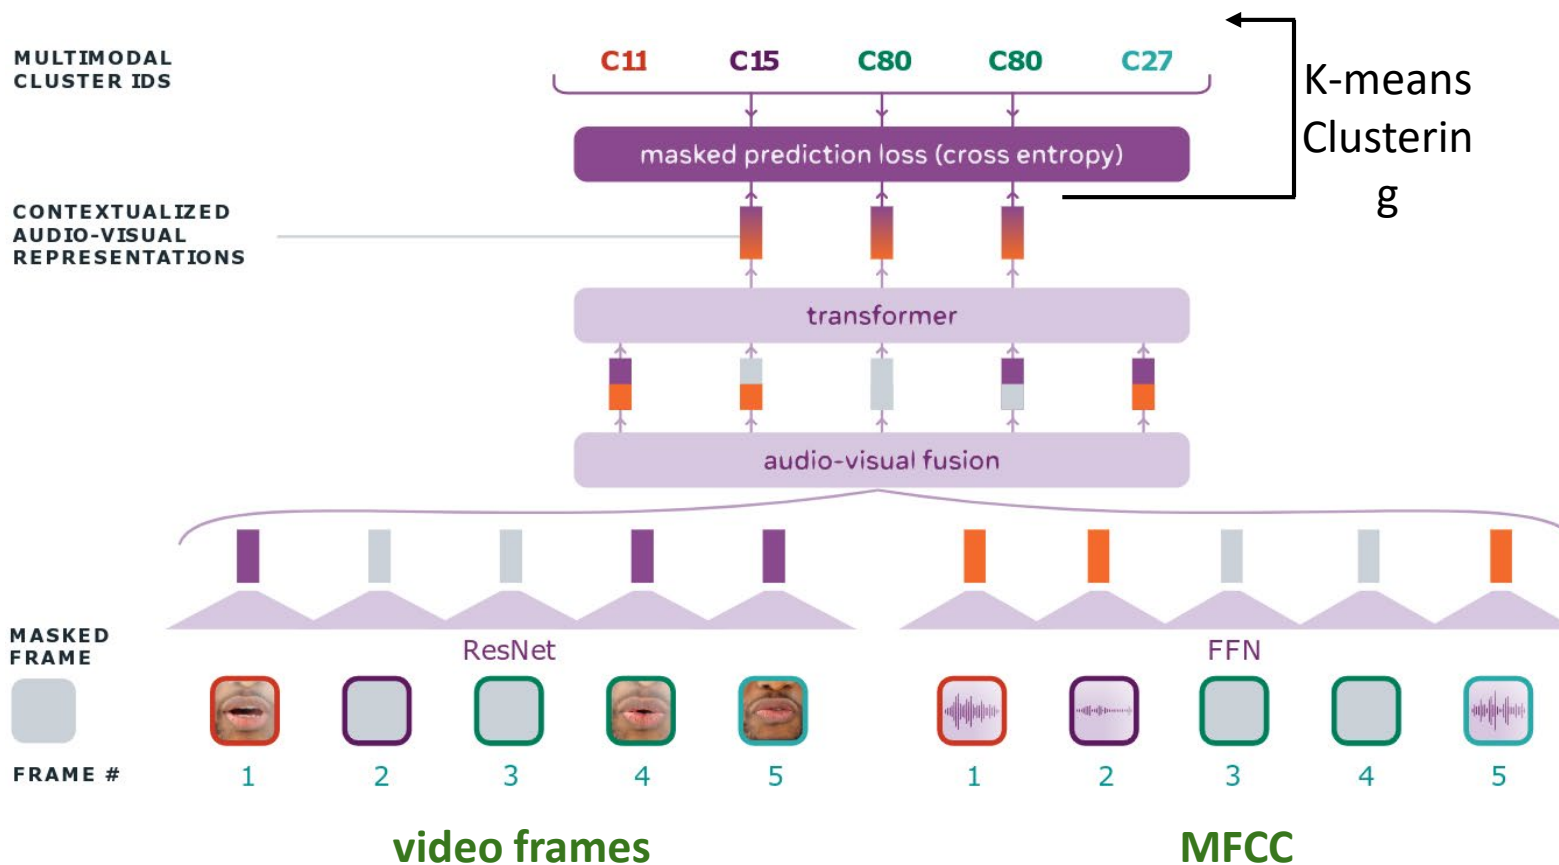 MULTIMODAL
CLUSTER IDS
C11 C15 C80 C80 C27
K-means
Clusterin
g
masked prediction loss (cross entropy)
CONTEXTUALIZED
AUDIO-VISUAL
REPRESENTATIONS
transformer
audio-visual fusion
MASKED
FRAME
ResNet FFN
FRAME # 1 2 3 4 5 1 2 3 4 5
video frames MFCC